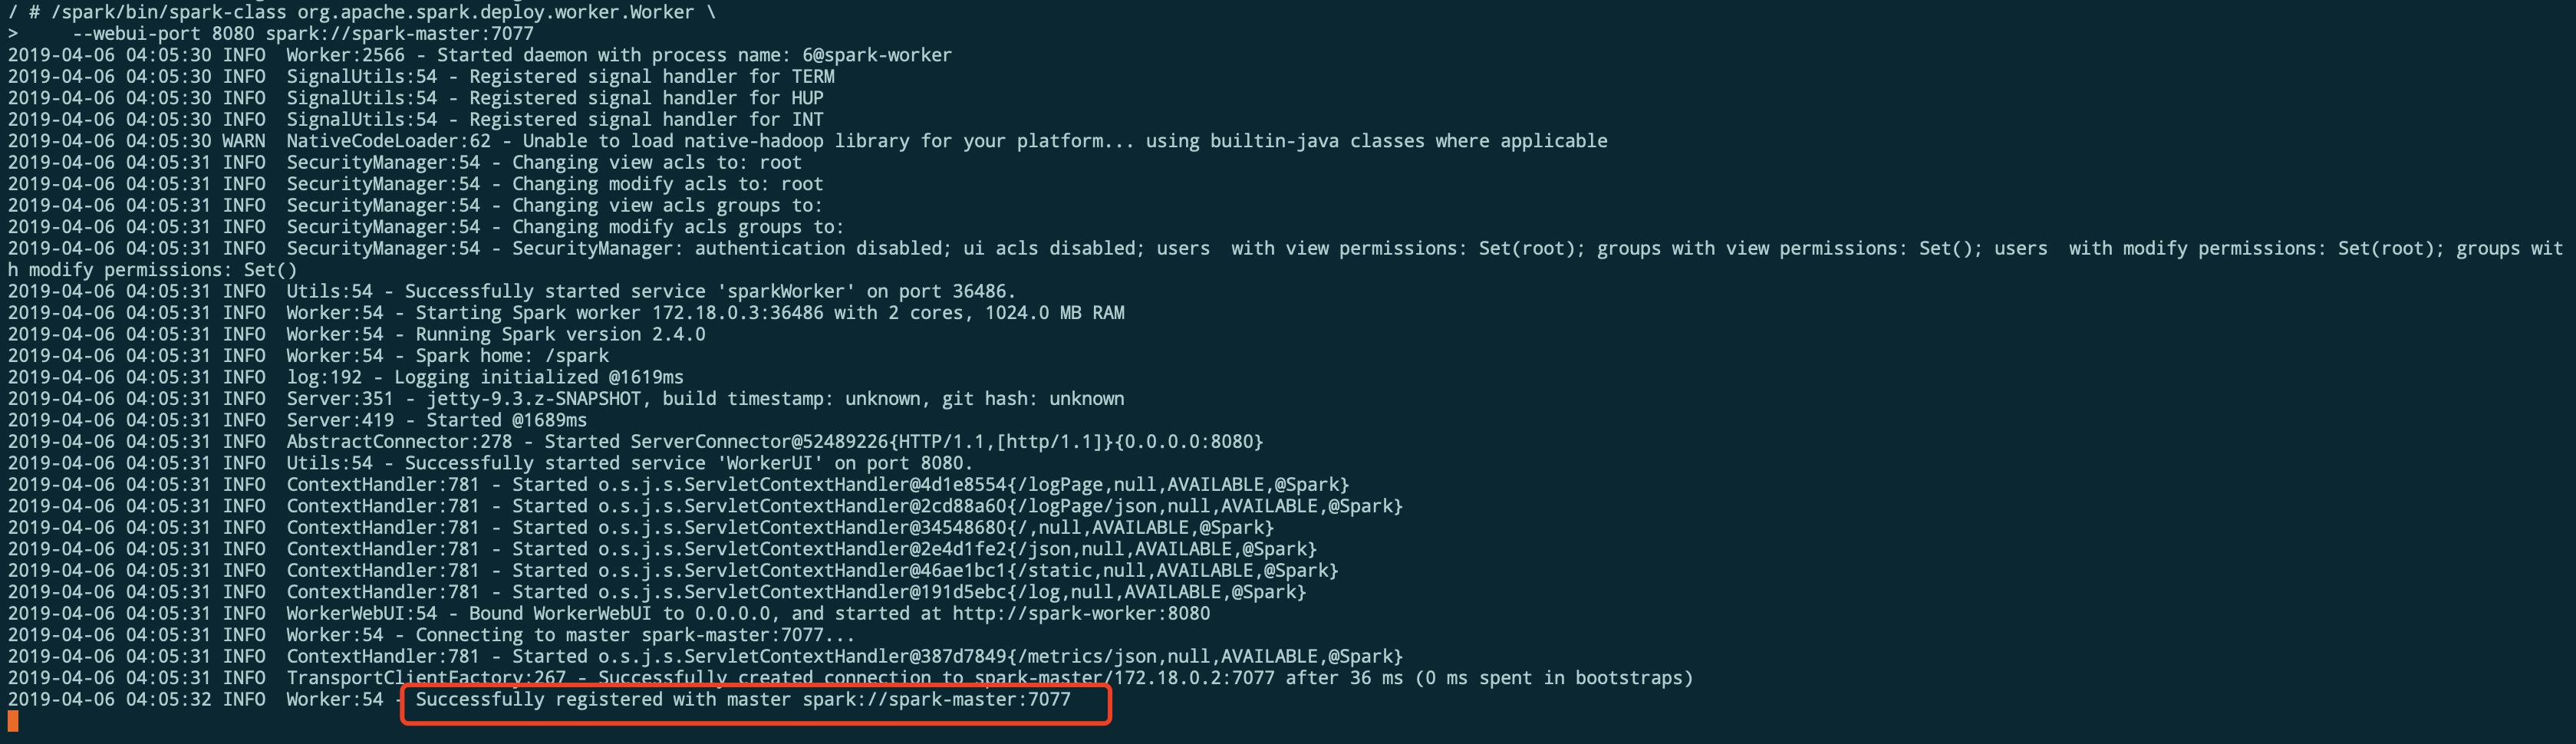 / # /spark/bin/spark-class org.apache.spark.deploy.worker.Worker \
>     --webui-port 8080 spark://spark-master:7077
2019-04-06 04:05:30 INFO  Worker:2566 - Started daemon with process name: 6@spark-worker
2019-04-06 04:05:30 INFO  SignalUtils:54 - Registered signal handler for TERM
2019-04-06 04:05:30 INFO  SignalUtils:54 - Registered signal handler for HUP
2019-04-06 04:05:30 INFO  SignalUtils:54 - Registered signal handler for INT
2019-04-06 04:05:30 WARN  NativeCodeLoader:62 - Unable to load native-hadoop library for your platform... using builtin-java classes where applicable
2019-04-06 04:05:31 INFO  SecurityManager:54 - Changing view acls to: root
2019-04-06 04:05:31 INFO  SecurityManager:54 - Changing modify acls to: root
2019-04-06 04:05:31 INFO  SecurityManager:54 - Changing view acls groups to:
2019-04-06 04:05:31 INFO  SecurityManager:54 - Changing modify acls groups to:
2019-04-06 04:05:31 INFO  SecurityManager:54 - SecurityManager: authentication disabled; ui acls disabled; users  with view permissions: Set(root); groups with view permissions: Set(); users  with modify permissions: Set(root); groups wit
h modify permissions: Set()
2019-04-06 04:05:31 INFO  Utils:54 - Successfully started service 'sparkWorker' on port 36486.
2019-04-06 04:05:31 INFO  Worker:54 - Starting Spark worker 172.18.0.3:36486 with 2 cores, 1024.0 MB RAM
2019-04-06 04:05:31 INFO  Worker:54 - Running Spark version 2.4.0
2019-04-06 04:05:31 INFO  Worker:54 - Spark home: /spark
2019-04-06 04:05:31 INFO  log:192 - Logging initialized @1619ms
2019-04-06 04:05:31 INFO  Server:351 - jetty-9.3.z-SNAPSHOT, build timestamp: unknown, git hash: unknown
2019-04-06 04:05:31 INFO  Server:419 - Started @1689ms
2019-04-06 04:05:31 INFO  AbstractConnector:278 - Started ServerConnector@52489226{HTTP/1.1,[http/1.1]}{0.0.0.0:8080}
2019-04-06 04:05:31 INFO  Utils:54 - Successfully started service 'WorkerUI' on port 8080.
2019-04-06 04:05:31 INFO  ContextHandler:781 - Started o.s.j.s.ServletContextHandler@4d1e8554{/logPage,null,AVAILABLE,@Spark}
2019-04-06 04:05:31 INFO  ContextHandler:781 - Started o.s.j.s.ServletContextHandler@2cd88a60{/logPage/json,null,AVAILABLE,@Spark}
2019-04-06 04:05:31 INFO  ContextHandler:781 - Started o.s.j.s.ServletContextHandler@34548680{/,null,AVAILABLE,@Spark}
2019-04-06 04:05:31 INFO  ContextHandler:781 - Started o.s.j.s.ServletContextHandler@2e4d1fe2{/json,null,AVAILABLE,@Spark}
2019-04-06 04:05:31 INFO  ContextHandler:781 - Started o.s.j.s.ServletContextHandler@46ae1bc1{/static,null,AVAILABLE,@Spark}
2019-04-06 04:05:31 INFO  ContextHandler:781 - Started o.s.j.s.ServletContextHandler@191d5ebc{/log,null,AVAILABLE,@Spark}
2019-04-06 04:05:31 INFO  WorkerWebUI:54 - Bound WorkerWebUI to 0.0.0.0, and started at http://spark-worker:8080
2019-04-06 04:05:31 INFO  Worker:54 - Connecting to master spark-master:7077...
2019-04-06 04:05:31 INFO  ContextHandler:781 - Started o.s.j.s.ServletContextHandler@387d7849{/metrics/json,null,AVAILABLE,@Spark}
2019-04-06 04:05:31 INFO  TransportClientFactory:267 - Successfully created connection to spark-master/172.18.0.2:7077 after 36 ms (0 ms spent in bootstraps)
2019-04-06 04:05:32 INFO  Worker:54 - Successfully registered with master spark://spark-master:7077